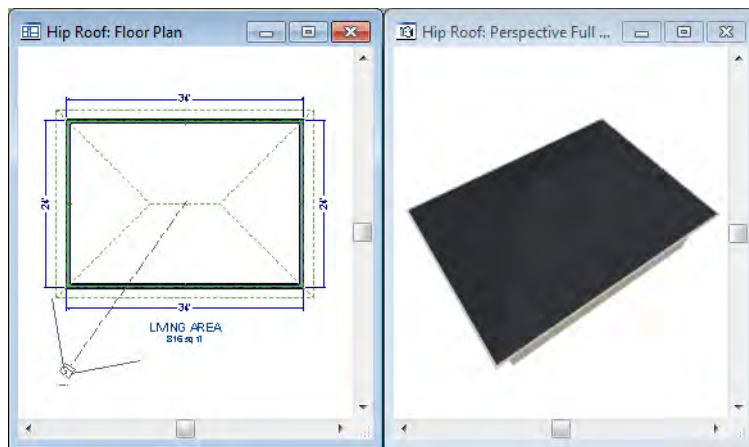 Hip Roof: Floor Plan
Hip Roof: Perspective Full ...
34'
24'
24'
34'
LIVING AREA
816 sq ft